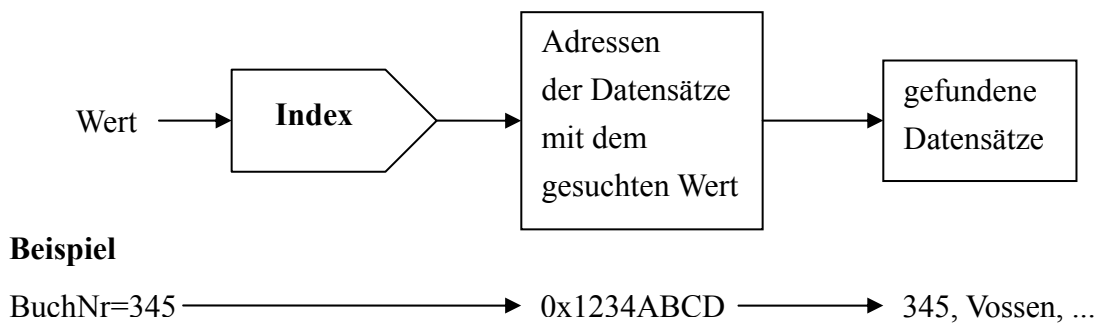 Wert
Index
Adressen
der Datensätze
mit dem
gesuchten Wert
gefundene
Datensätze
Beispiel
BuchNr=345
0x1234ABCD
345, Vossen, ...